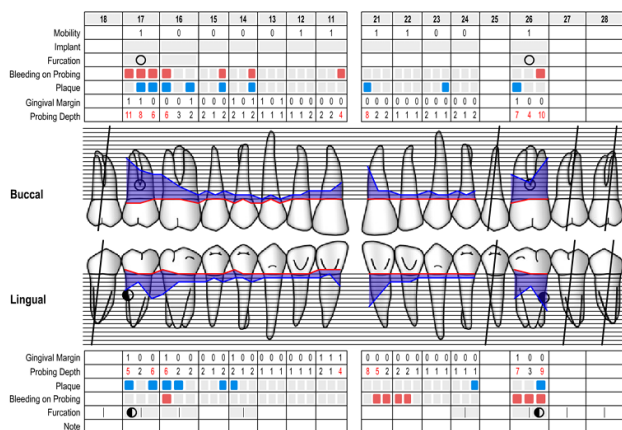 18 17 16 15 14 13 12 11 21 22 23 24 25 26 27 28
Mobility 1 0 0 0 0 1 1 1 0 0 0 1
Implant
Furcation
Bleeding on Probing
Plaque
Gingival Margin 1 1 0 0 0 1 0 0 0 1 0 1 0 0 0 0 0 0 0 0 0 0 0 0 0 0 0 0 0 0 0 0 0 1 0 0
Probing Depth 11 8 6 6 3 2 2 1 2 2 1 2 2 1 1 1 1 1 2 2 4 8 2 2 1 1 1 2 1 1 2 1 2 7 4 10
Buccal
Lingual
Gingival Margin 1 0 0 1 0 0 0 0 0 1 0 0 0 0 0 0 0 0 1 1 1 0 0 0 0 0 0 0 0 0 0 0 0 1 0 0
Probing Depth 5 2 6 6 2 2 2 1 2 2 1 2 1 1 1 1 1 1 2 1 4 8 5 2 2 2 1 2 1 1 1 1 1 7 3 9
Plaque
Bleeding on Probing
Furcation
Note